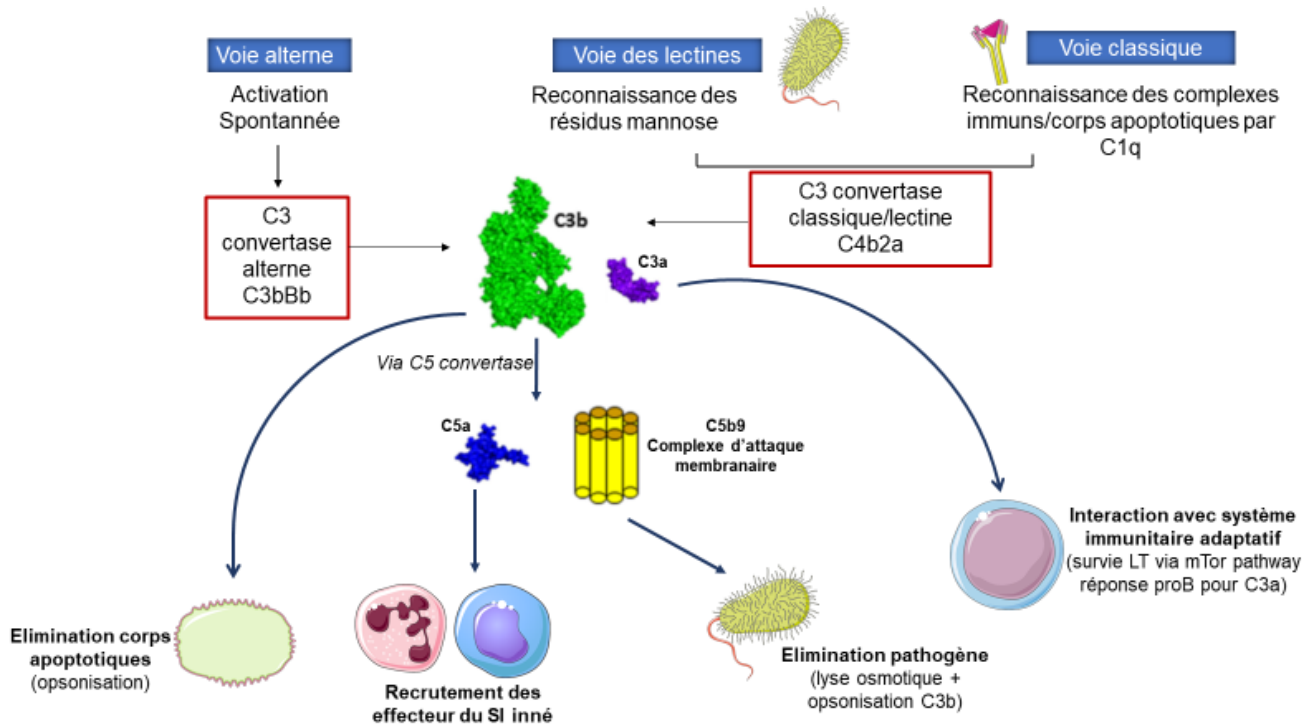 Voie alterne
Activation
Spontannée
C3
convertase
alterne
C3bBb
Voie des lectines
Reconnaissance des
résidus mannose
Voie classique
Reconnaissance des complexes
immuns/corps apoptotiques par
C1q
C3 convertase
classique/lectine
C4b2a
C3b
C3a
Via C5 convertase
C5a
C5b9
Complexe d'attaque
membranaire
Elimination corps
apoptotiques
(opsonisation)
Recrutement des
effecteur du SI inné
Elimination pathogène
(lyse osmotique +
opsonisation C3b)
Interaction avec système
immunitaire adaptatif
(survie LT via mTor pathway
réponse proB pour C3a)